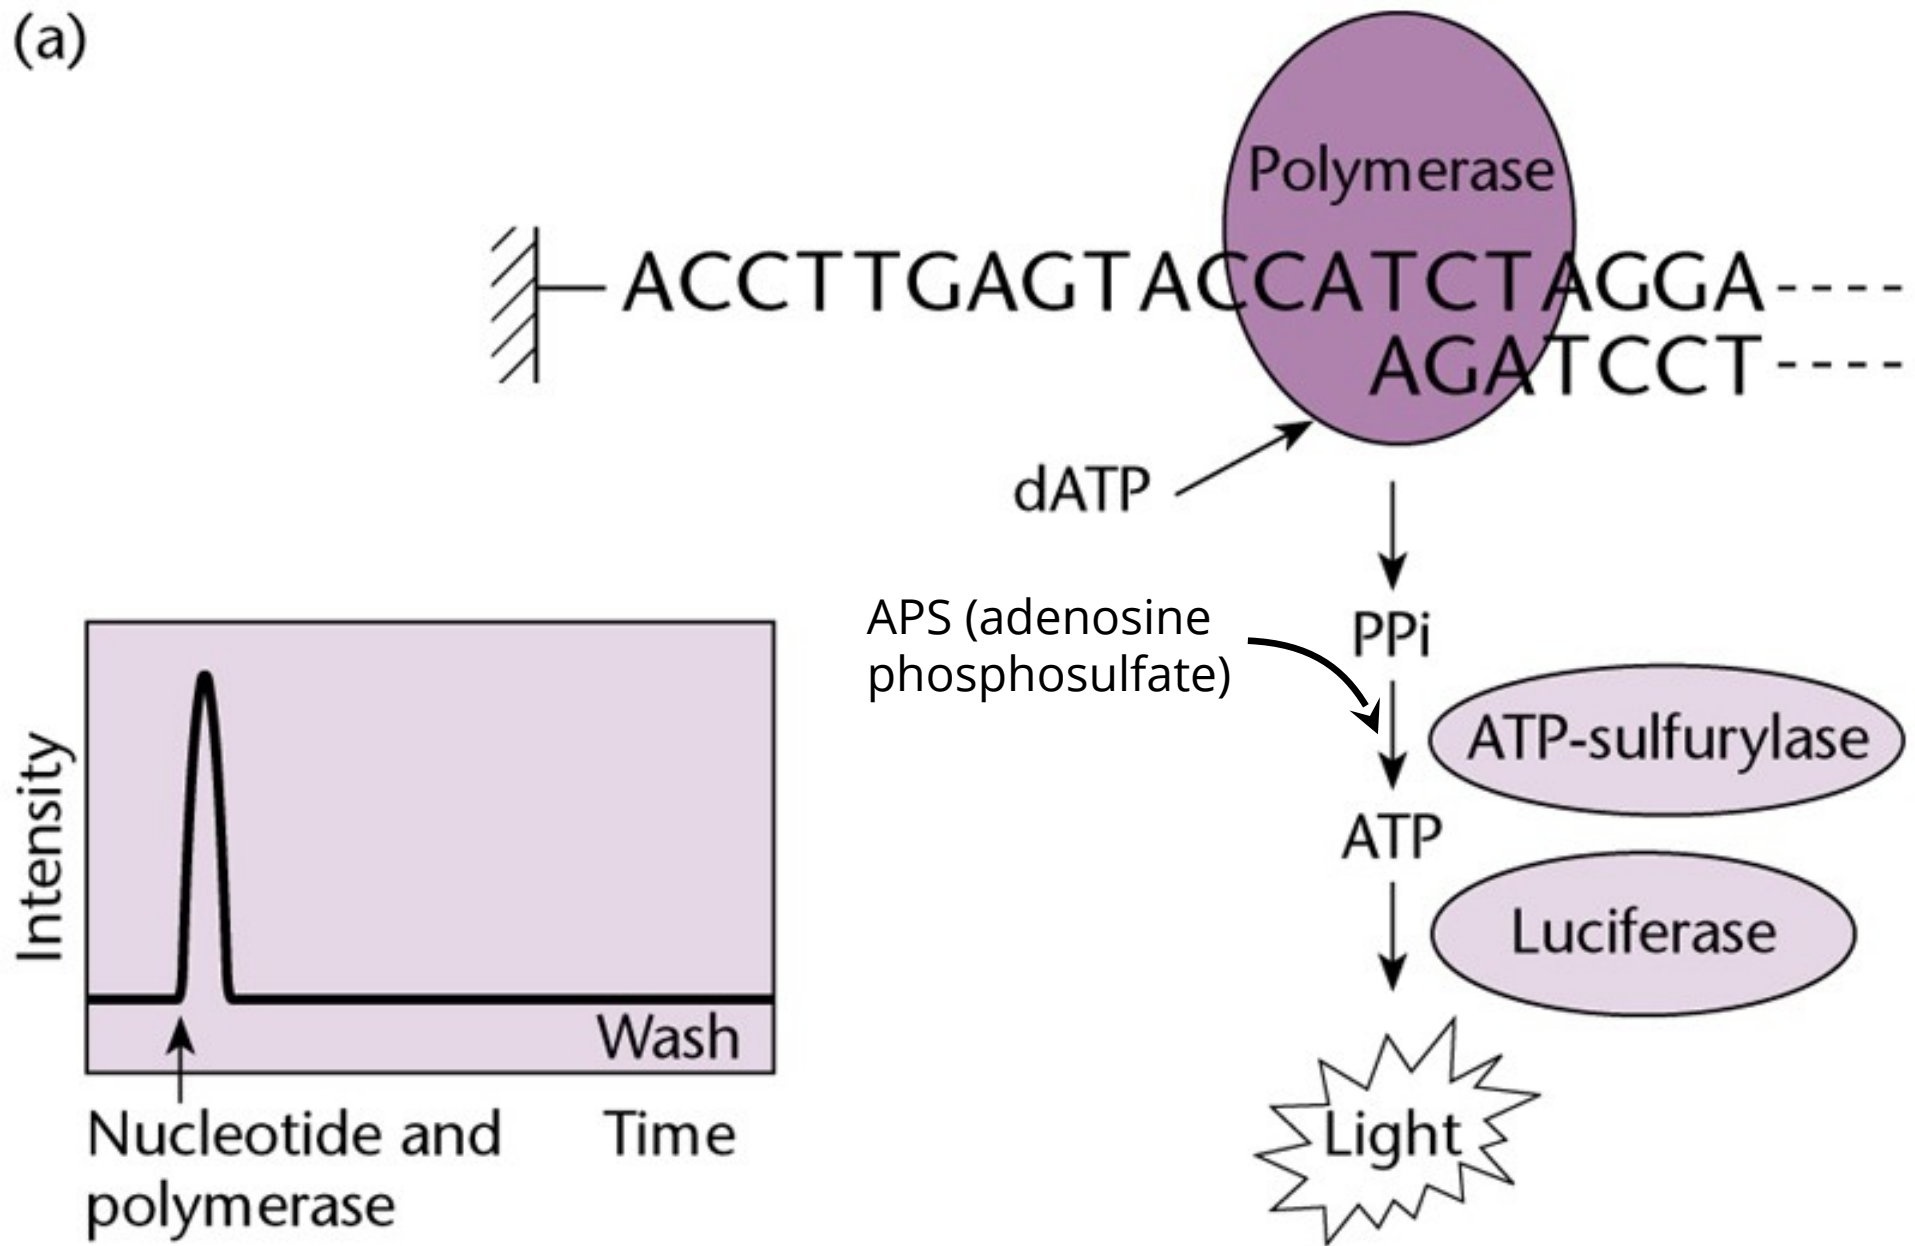 (a)
Polymerase
ACCTTGAGTACCATCTAGGA----
AGATCCT----
dATP
APS (adenosine
phosphosulfate)
PPi
ATP-sulfurylase
ATP
Luciferase
Light
Intensity
Wash
Nucleotide and
polymerase
Time